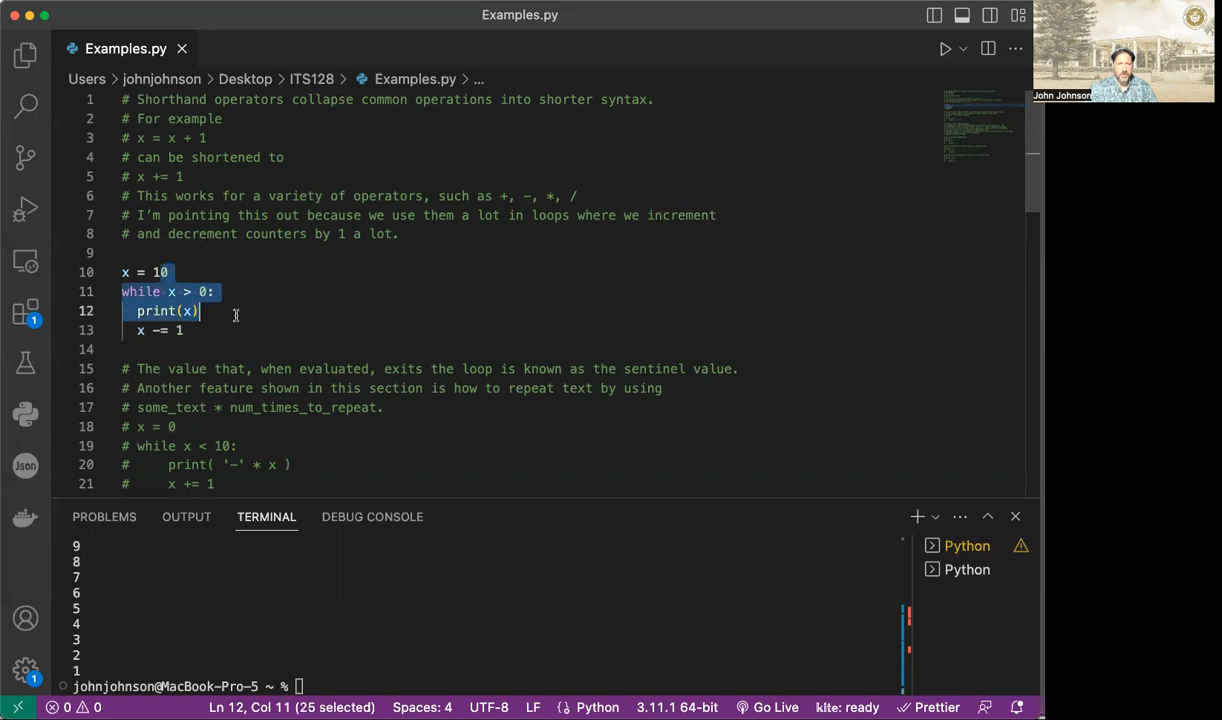 Examples.py
Examples.py
Users > johnjohnson > Desktop > ITS128 > Examples.py > ...
1 # Shorthand operators collapse common operations into shorter syntax.
2 # For example
3 # x = x + 1
4 # can be shortened to
5 # x += 1
6 # This works for a variety of operators, such as +, -, *, /
7 # I'm pointing this out because we use them a lot in loops where we increment
8 # and decrement counters by 1 a lot.
9
10 x = 10
11 while x > 0:
12 print(x)
13 x -= 1
14
15 # The value that, when evaluated, exits the loop is known as the sentinel value.
16 # Another feature shown in this section is how to repeat text by using
17 # some_text * num_times_to_repeat.
18 # x = 0
19 # while x < 10:
20 # print( '-' * x )
21 # x += 1
PROBLEMS OUTPUT TERMINAL DEBUG CONSOLE
9
8
7
6
5
4
3
2
1
johnjohnson@MacBook-Pro-5 ~ %
Python
Python
1
Json
1
0 0 Ln 12, Col 11 (25 selected) Spaces: 4 UTF-8 LF Python 3.11.1 64-bit Go Live kite: ready Prettier
John Johnson